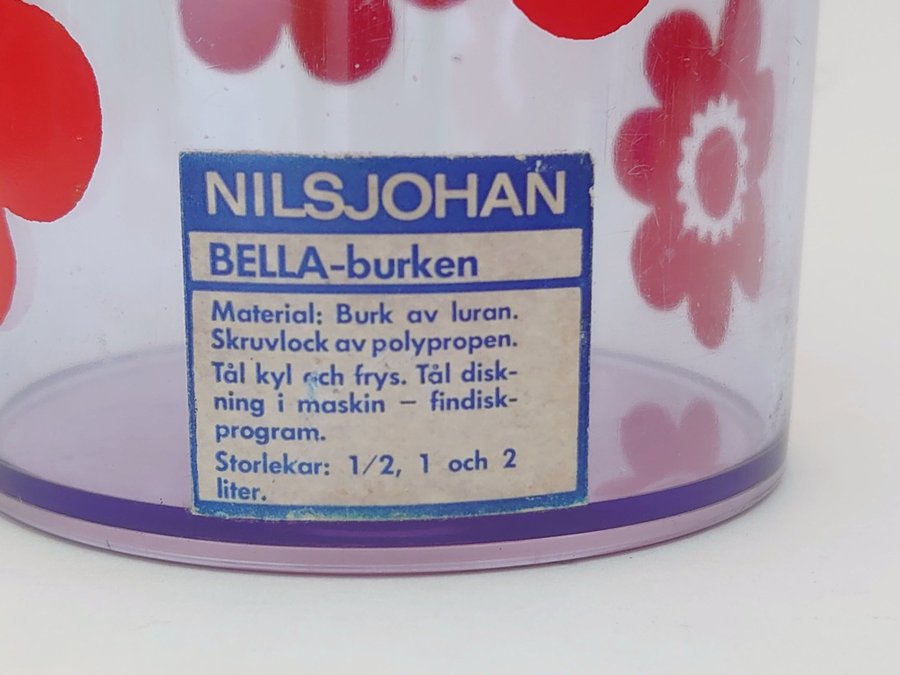 NILSJOHAN
BELLA-burken
Material: Burk av luran.
Skruvlock av polypropen.
Tål kyl och frys. Tål disk-
ning i maskin – findisk-
program.
Storlekar: 1/2, 1 och 2
liter.